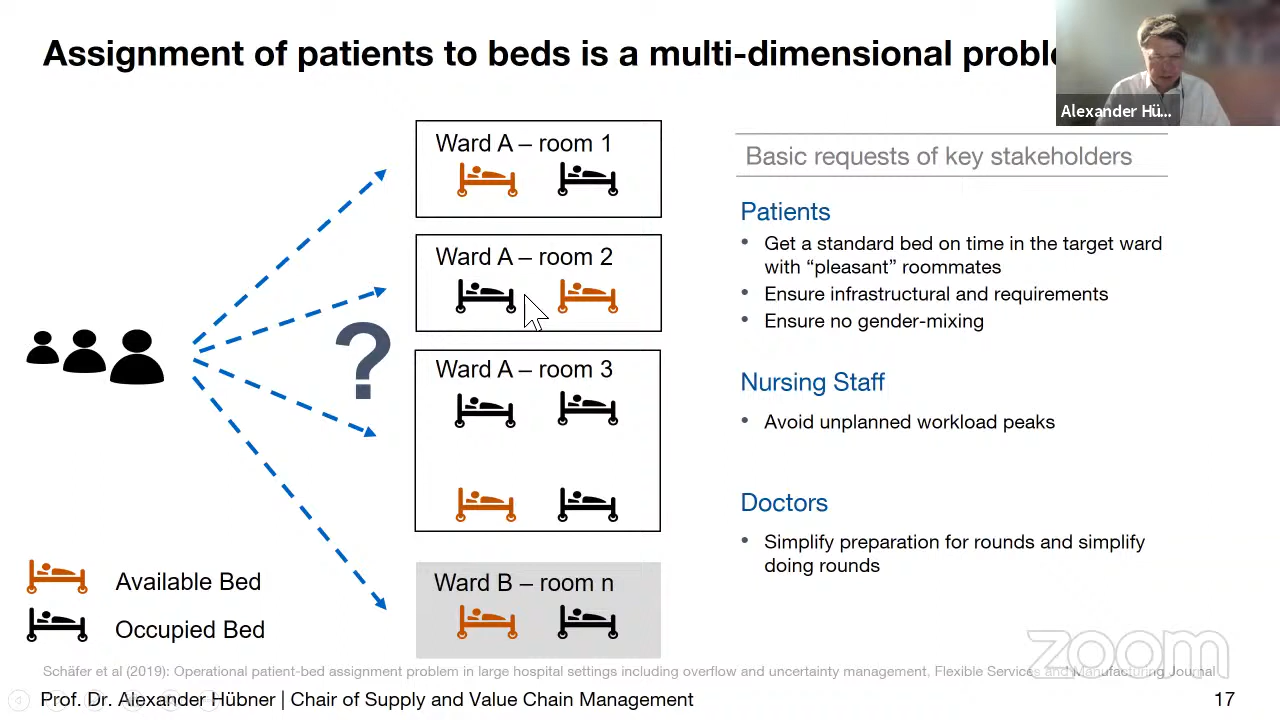 Assignment of patients to beds is a multi-dimensional
Alexander Hü...
Ward A – room 1
Ward A – room 2
?
Ward A – room 3
Ward B – room n
Available Bed
Occupied Bed
Basic requests of key stakeholders
Patients
• Get a standard bed on time in the target ward
with “pleasant” roommates
• Ensure infrastructural and requirements
• Ensure no gender-mixing
Nursing Staff
• Avoid unplanned workload peaks
Doctors
• Simplify preparation for rounds and simplify
doing rounds
zoom
Schäfer et al (2019): Operational patient-bed assignment problem in large hospital settings including overflow and uncertainty management, Flexible Services and Manufacturing Journal
Prof. Dr. Alexander Hübner | Chair of Supply and Value Chain Management
17